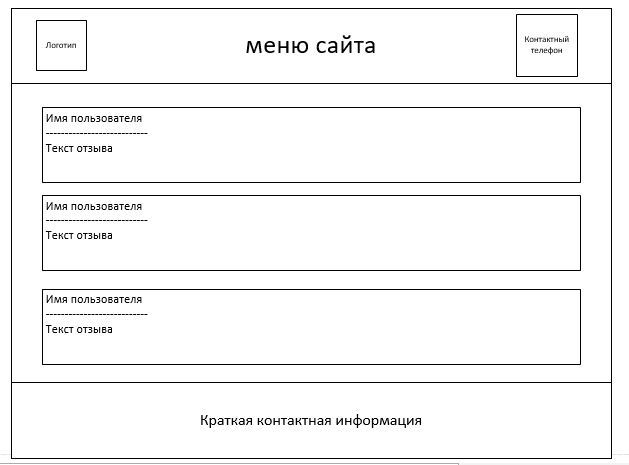 Логотип
меню сайта
Контактный
телефон
Имя пользователя
---------------------------
Текст отзыва
Имя пользователя
---------------------------
Текст отзыва
Имя пользователя
---------------------------
Текст отзыва
Краткая контактная информация